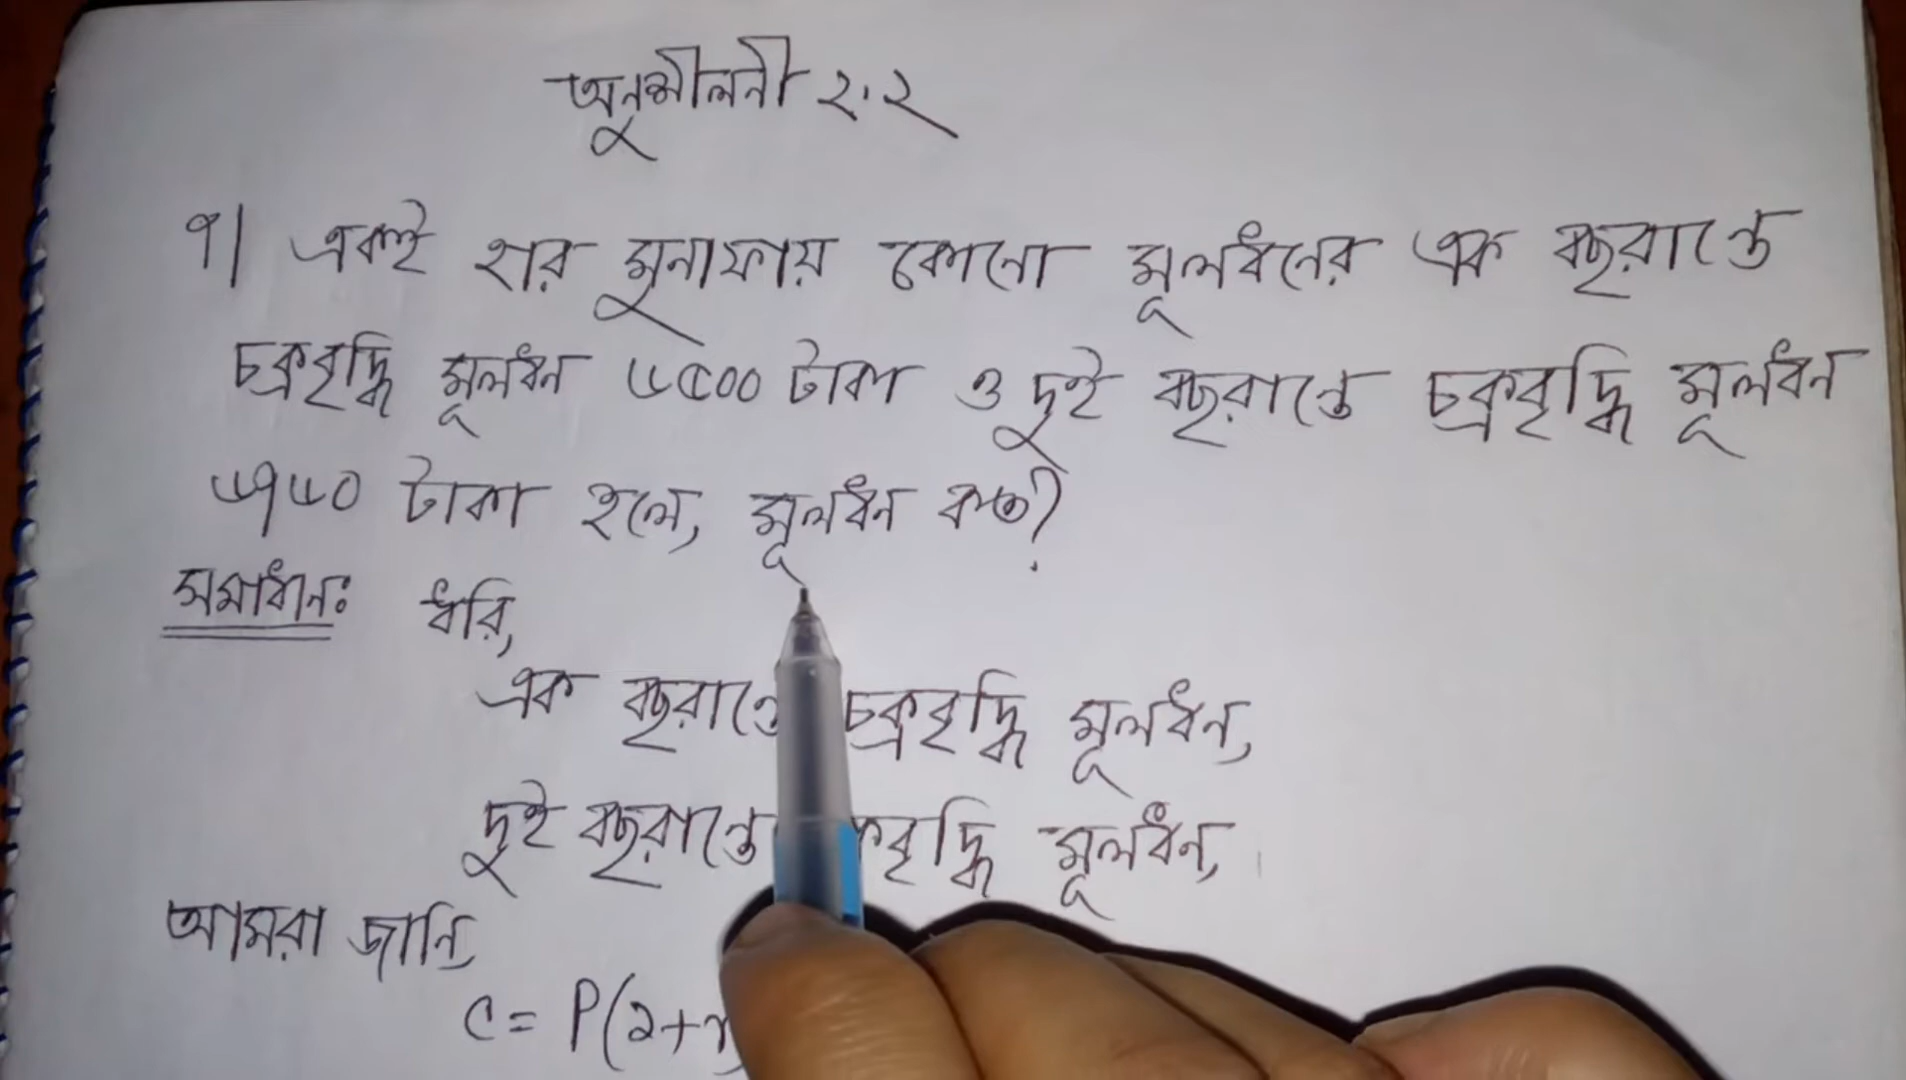 অনুশীলনী ২.২
৭। একই হার মুনাফায় কোনো মূলধনের এক বছরান্তে
চক্রবৃদ্ধি মূলধন ৬৫০০ টাকা ও দুই বছরান্তে চক্রবৃদ্ধি মূলধন
৬৭৬০ টাকা হলে, মূলধন কত?
সমাধানঃ ধরি,
এক বছরান্তে চক্রবৃদ্ধি মূলধন,
দুই বছরান্তে মূলধন,
আমরা জানি,
C = P(১+r